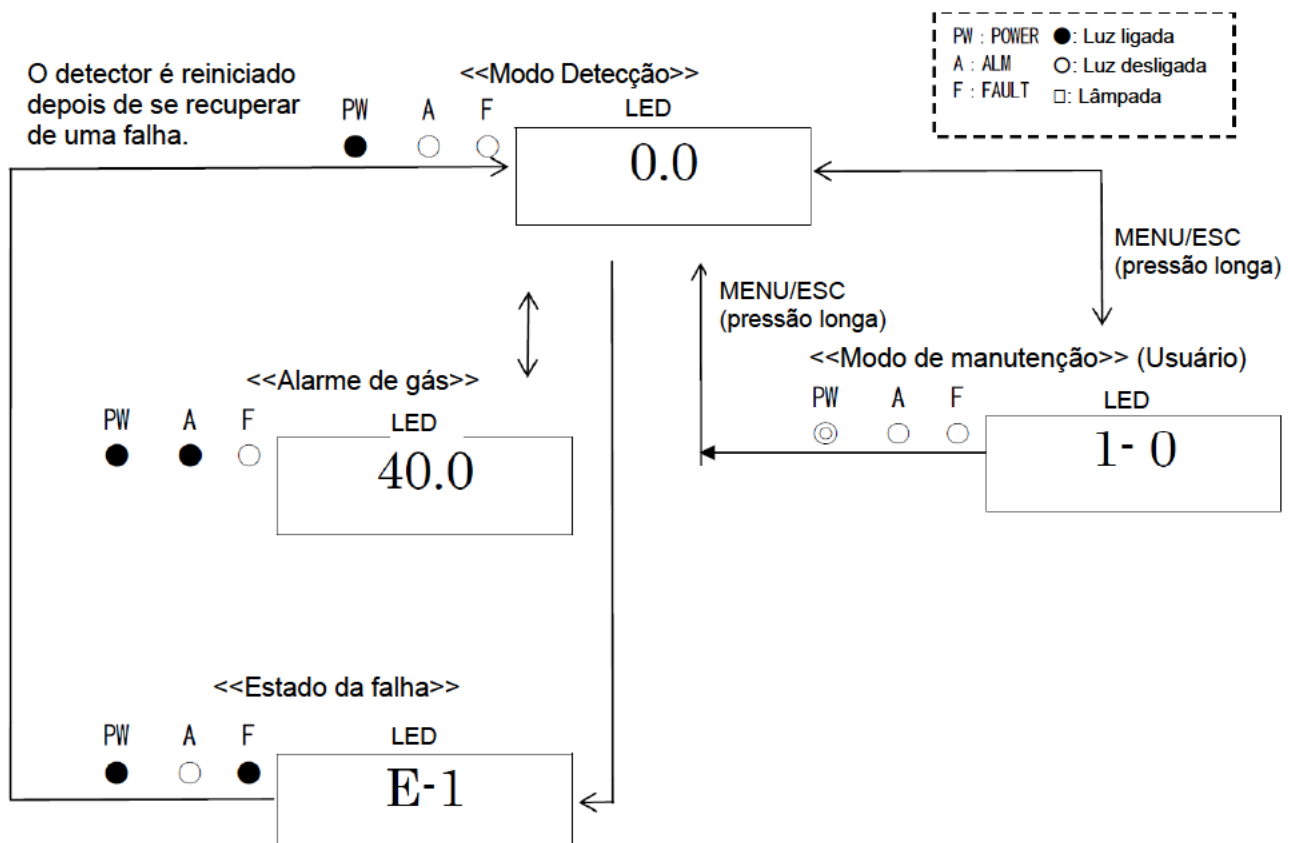 PW : POWER ●: Luz ligada
A : ALM O: Luz desligada
F : FAULT □: Lâmpada
O detector é reiniciado
depois de se recuperar
de uma falha.
<<Modo Detecção>>
PW A F LED
0.0
MENU/ESC
(pressão longa)
MENU/ESC
(pressão longa)
<<Modo de manutenção>> (Usuário)
PW A F LED
1- 0
<<Alarme de gás>>
PW A F LED
40.0
<<Estado da falha>>
PW A F LED
E-1